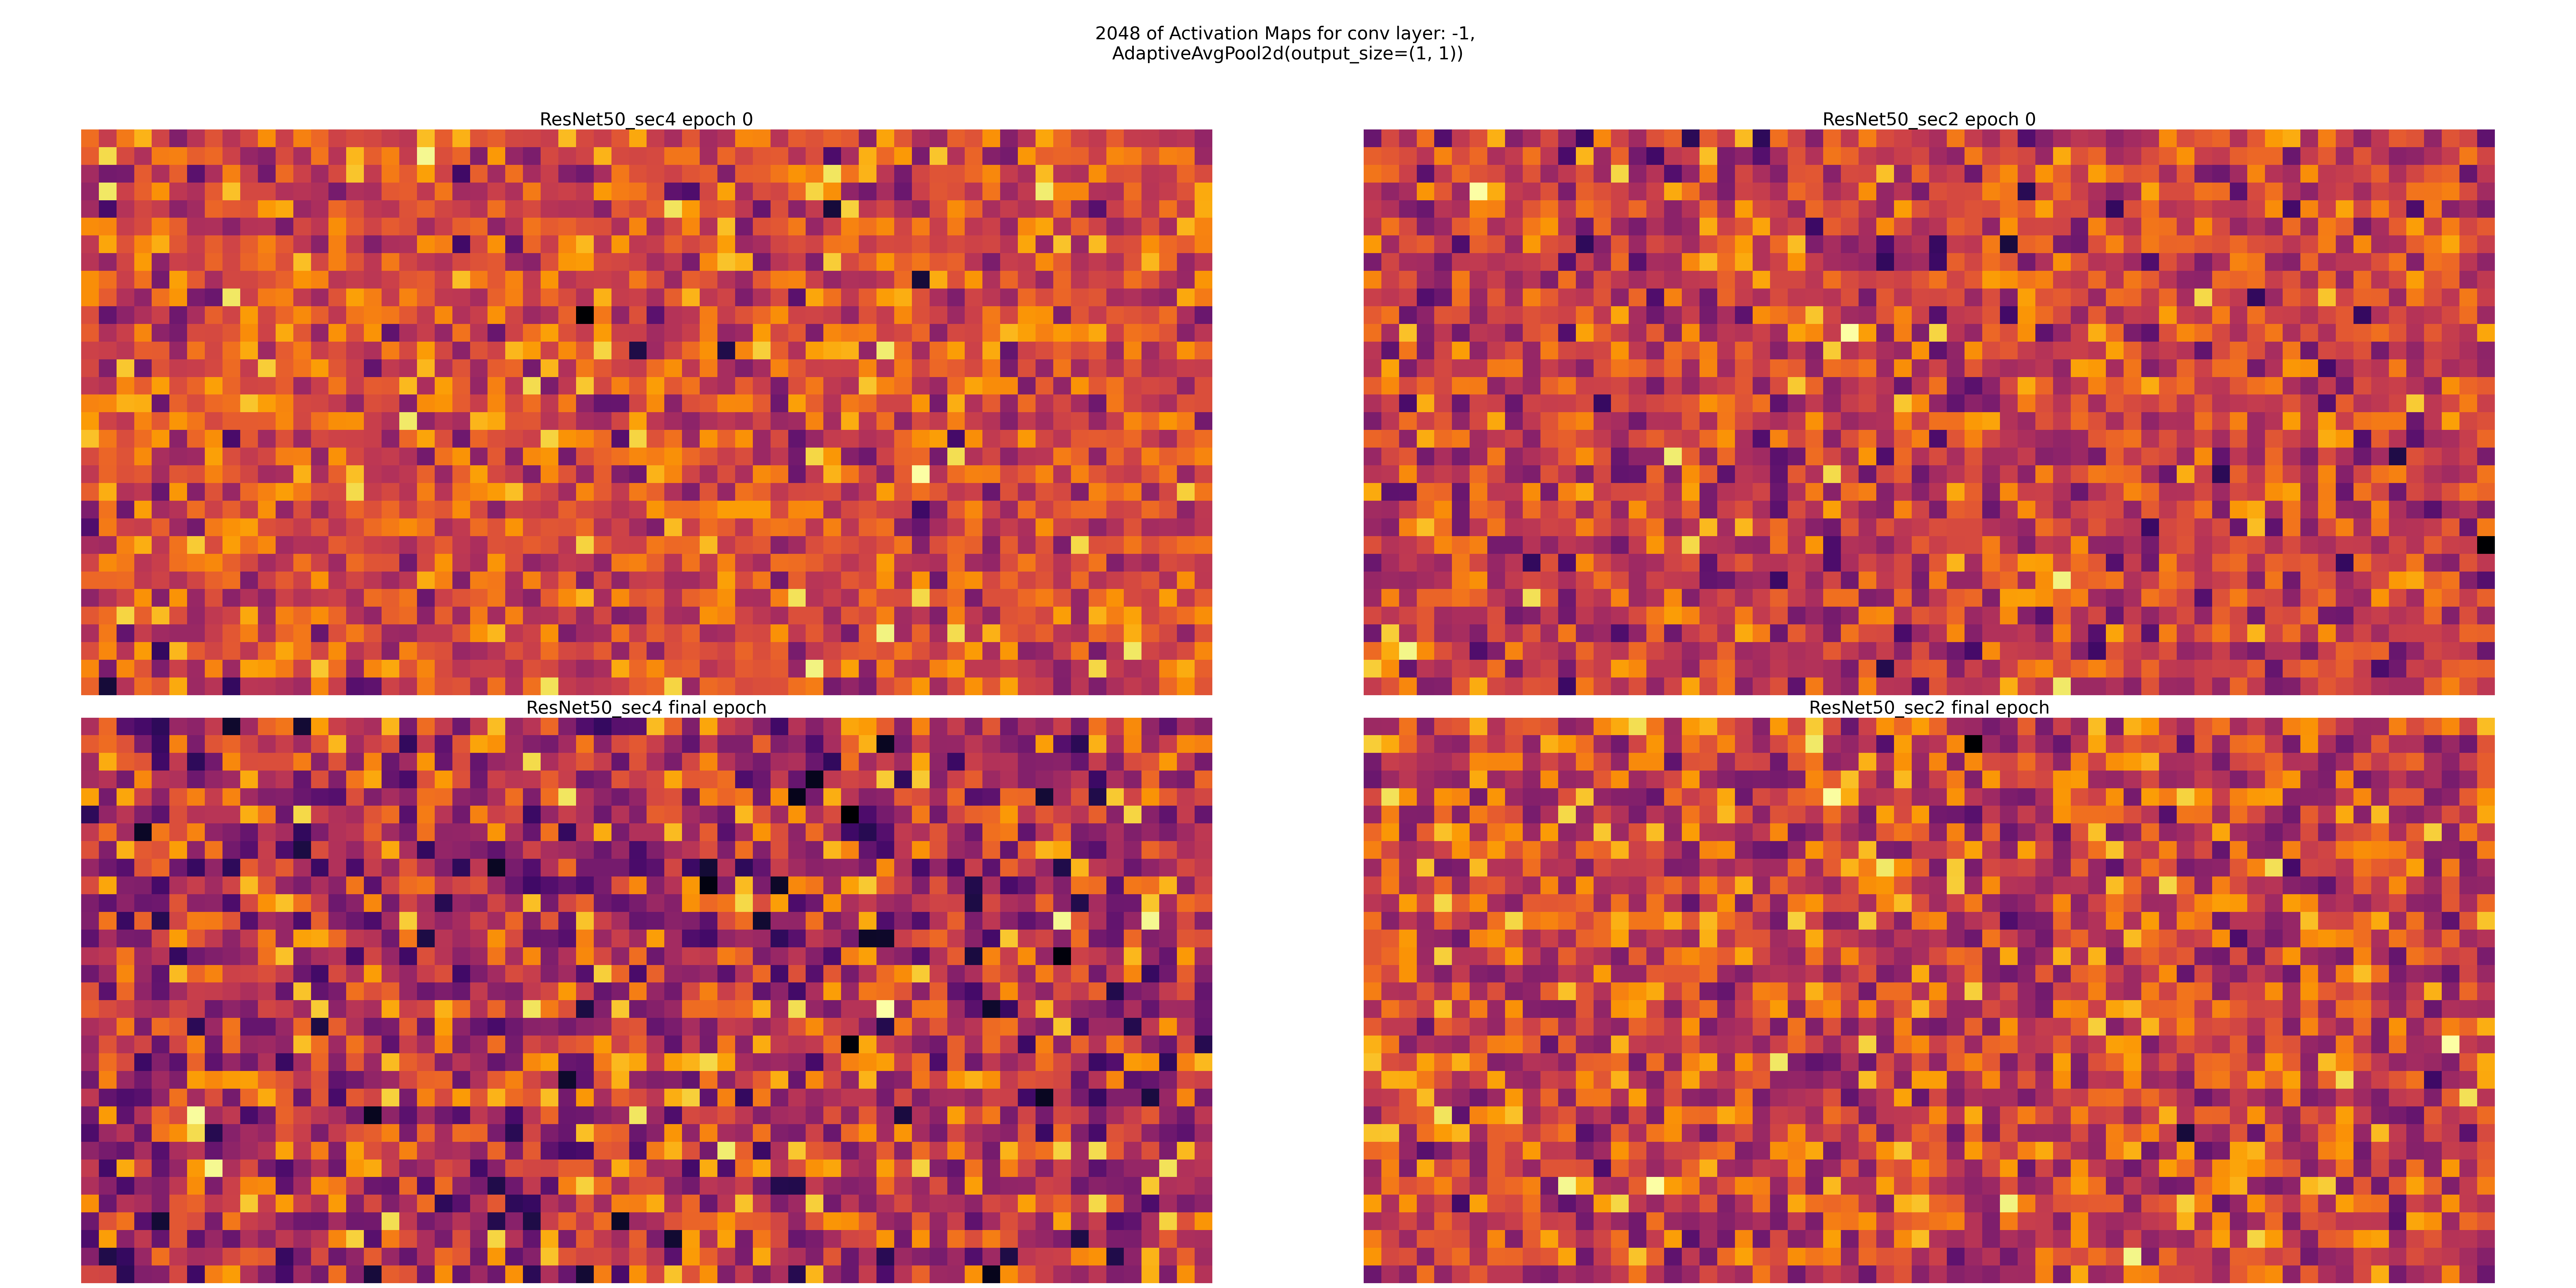 2048 of Activation Maps for conv layer: -1,
AdaptiveAvgPool2d(output_size=(1, 1))
ResNet50_sec4 epoch 0
ResNet50_sec2 epoch 0
ResNet50_sec4 final epoch
ResNet50_sec2 final epoch